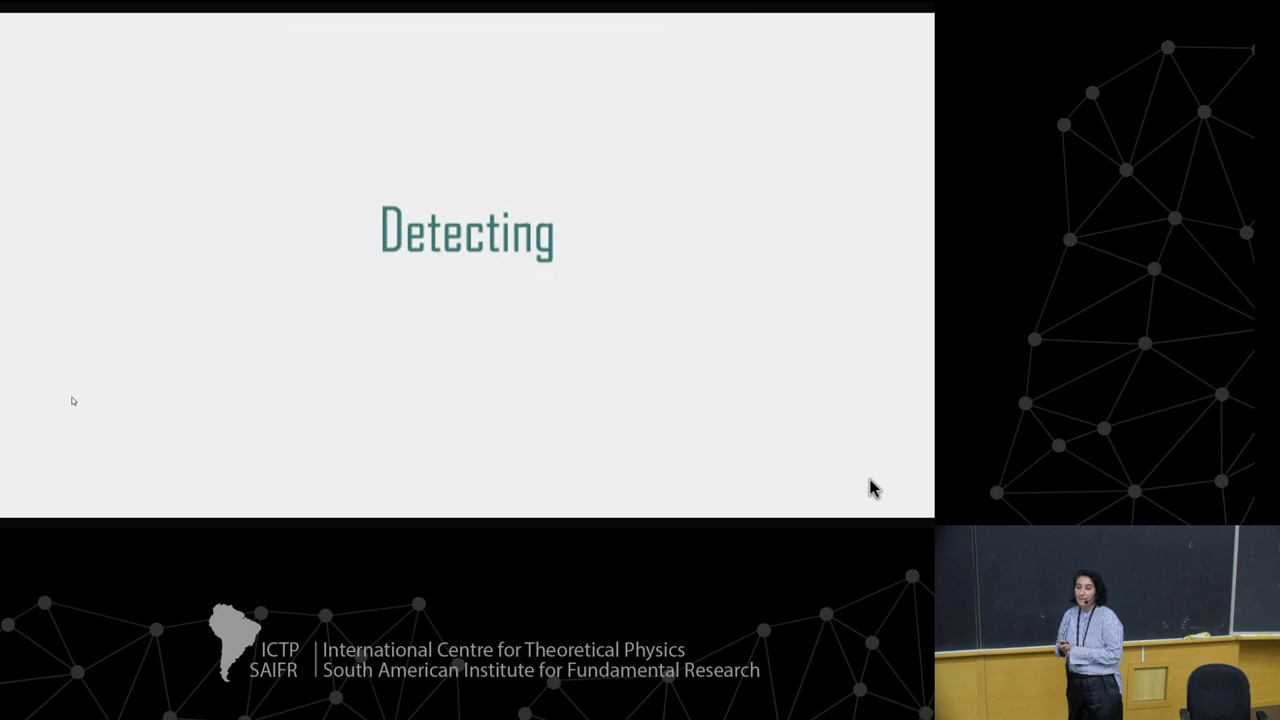 Detecting
ICTP
SAIFR
International Centre for Theoretical Physics
South American Institute for Fundamental Research